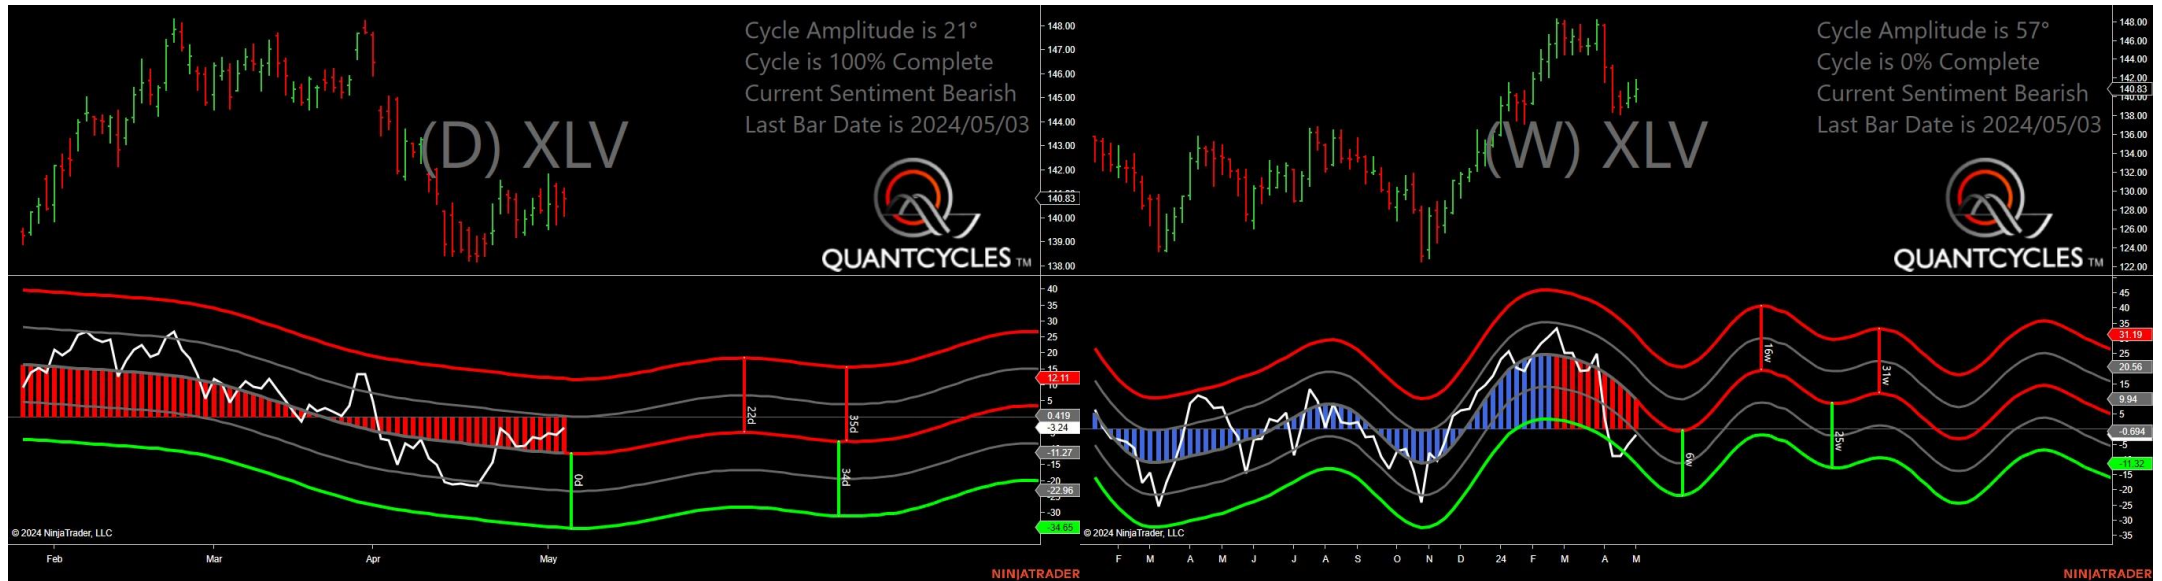 Cycle Amplitude is 21°
Cycle is 100% Complete
Current Sentiment Bearish
Last Bar Date is 2024/05/03
(D) XLV
QUANTCYCLES TM
148.00
147.00
146.00
145.00
144.00
143.00
142.00
140.83
140.00
139.00
138.00
40
35
30
25
20
15
12.11
5
0.419
-3.24
-11.27
-15
-20
-22.96
-30
-34.65
0d
22d
34d
35d
© 2024 NinjaTrader, LLC
Feb Mar Apr May
NINJATRADER
Cycle Amplitude is 57°
Cycle is 0% Complete
Current Sentiment Bearish
Last Bar Date is 2024/05/03
(W) XLV
QUANTCYCLES TM
148.00
146.00
144.00
142.00
140.83
138.00
136.00
134.00
132.00
130.00
128.00
126.00
124.00
122.00
45
40
35
31.19
25
20.56
15
9.94
5
-0.694
-5
-11.32
-15
-20
-25
-30
-35
6w
16w
25w
31w
© 2024 NinjaTrader, LLC
F M A M J J A S O N D 24 F M A M
NINJATRADER